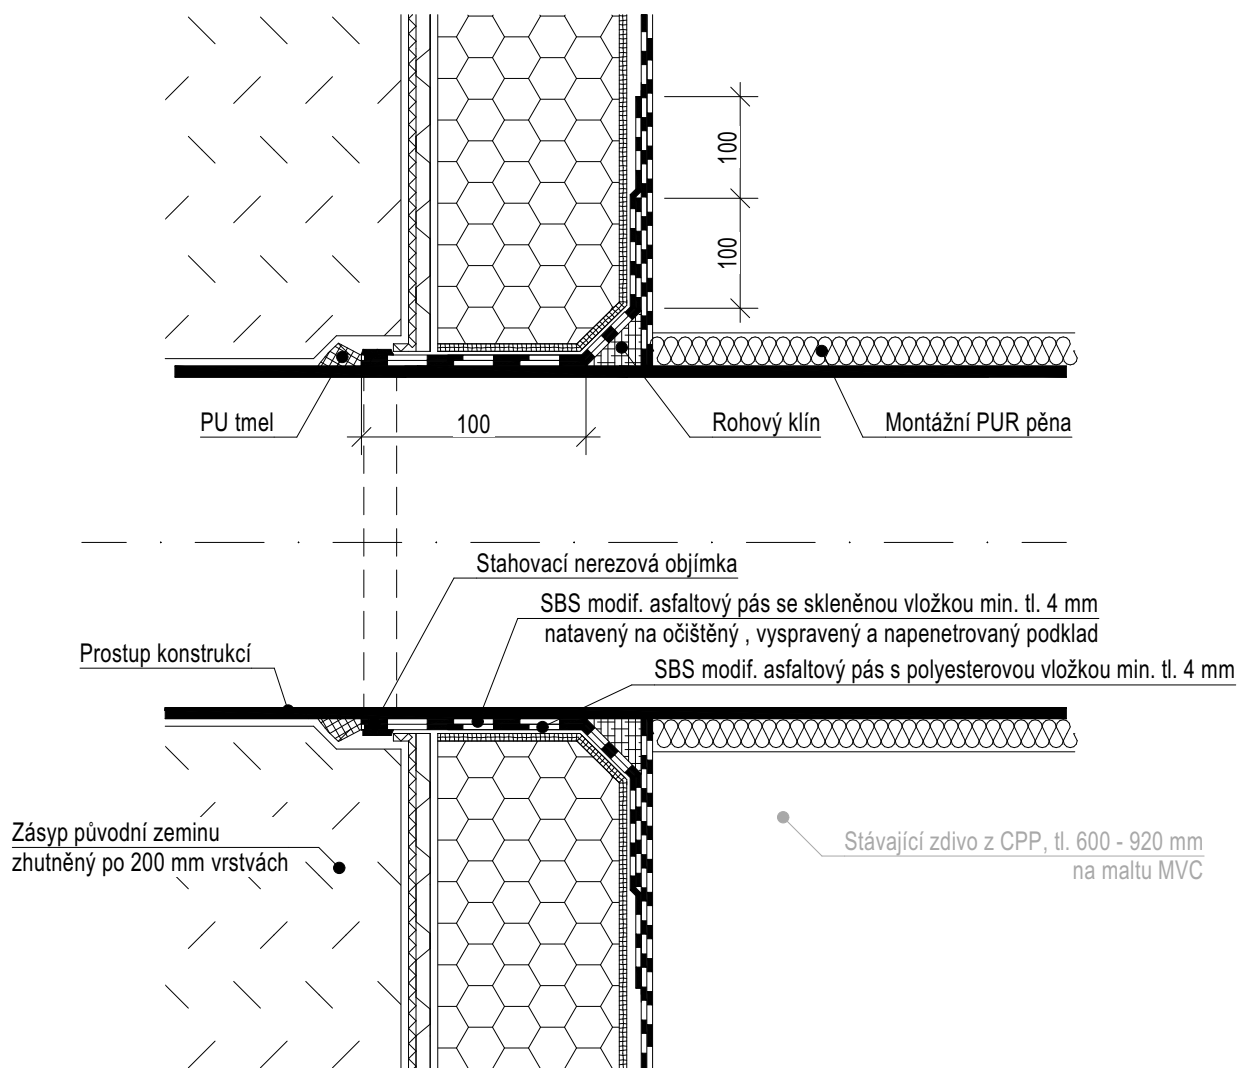 100
100
PU tmel
100
Rohový klín
Montážní PUR pěna
Stahovací nerezová objímka
SBS modif. asfaltový pás se skleněnou vložkou min. tl. 4 mm
natavený na očištěný , vyspravený a napenetrovaný podklad
Prostup konstrukcí
SBS modif. asfaltový pás s polyesterovou vložkou min. tl. 4 mm
Zásyp původní zeminu
zhutněný po 200 mm vrstvách
Stávající zdivo z CPP, tl. 600 - 920 mm
na maltu MVC